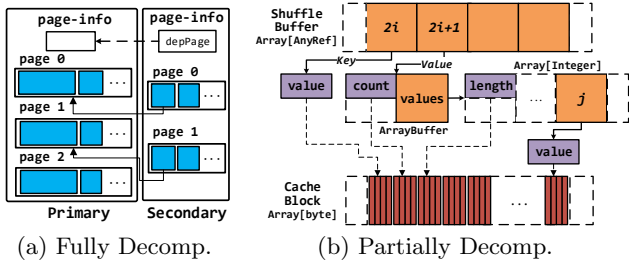 page-info
page-info
depPage
page 0
...
page 1
...
page 2
...
page 0
...
page 1
...
Primary
Secondary
(a) Fully Decomp.
Shuffle
Buffer
Array[AnyRef]
2i
2i+1
Key
Value
Array[Integer]
value
count
values
length
...
j
ArrayBuffer
value
Cache
Block
Array[byte]
...
(b) Partially Decomp.